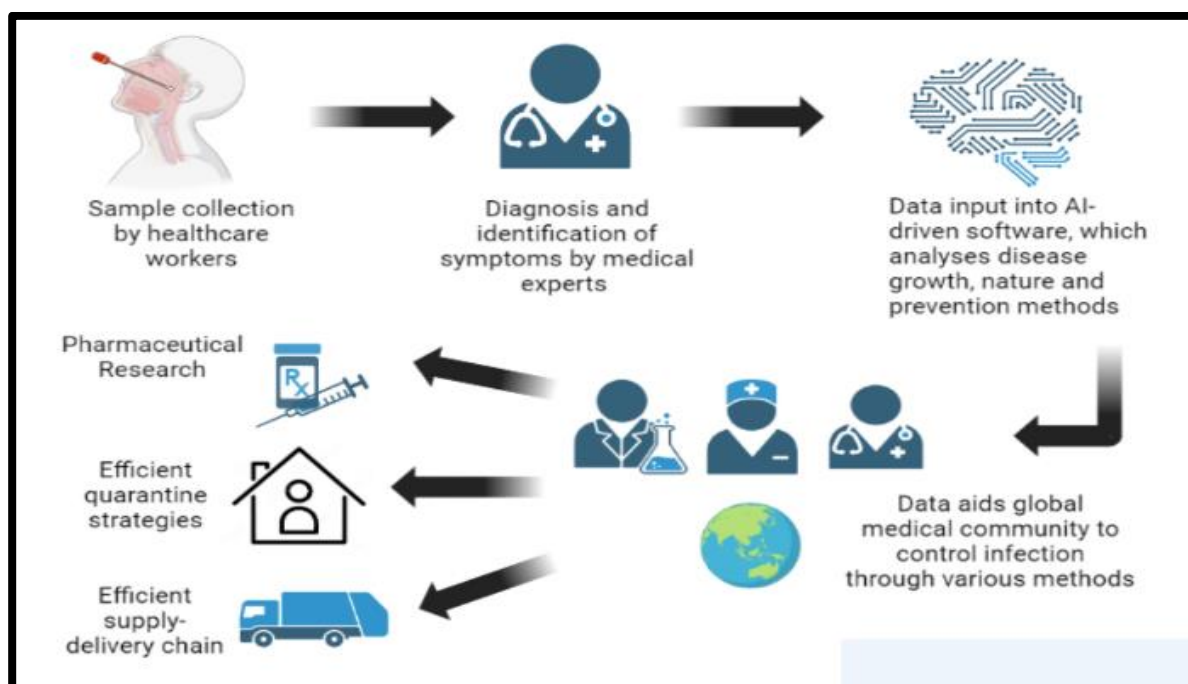 Sample collection
by healthcare
workers
Diagnosis and
identification of
symptoms by medical
experts
Data input into AI-
driven software, which
analyses disease
growth, nature and
prevention methods
Data aids global
medical community to
control infection
through various methods
Pharmaceutical
Research
Rx
Efficient
quarantine
strategies
Efficient
supply-
delivery chain